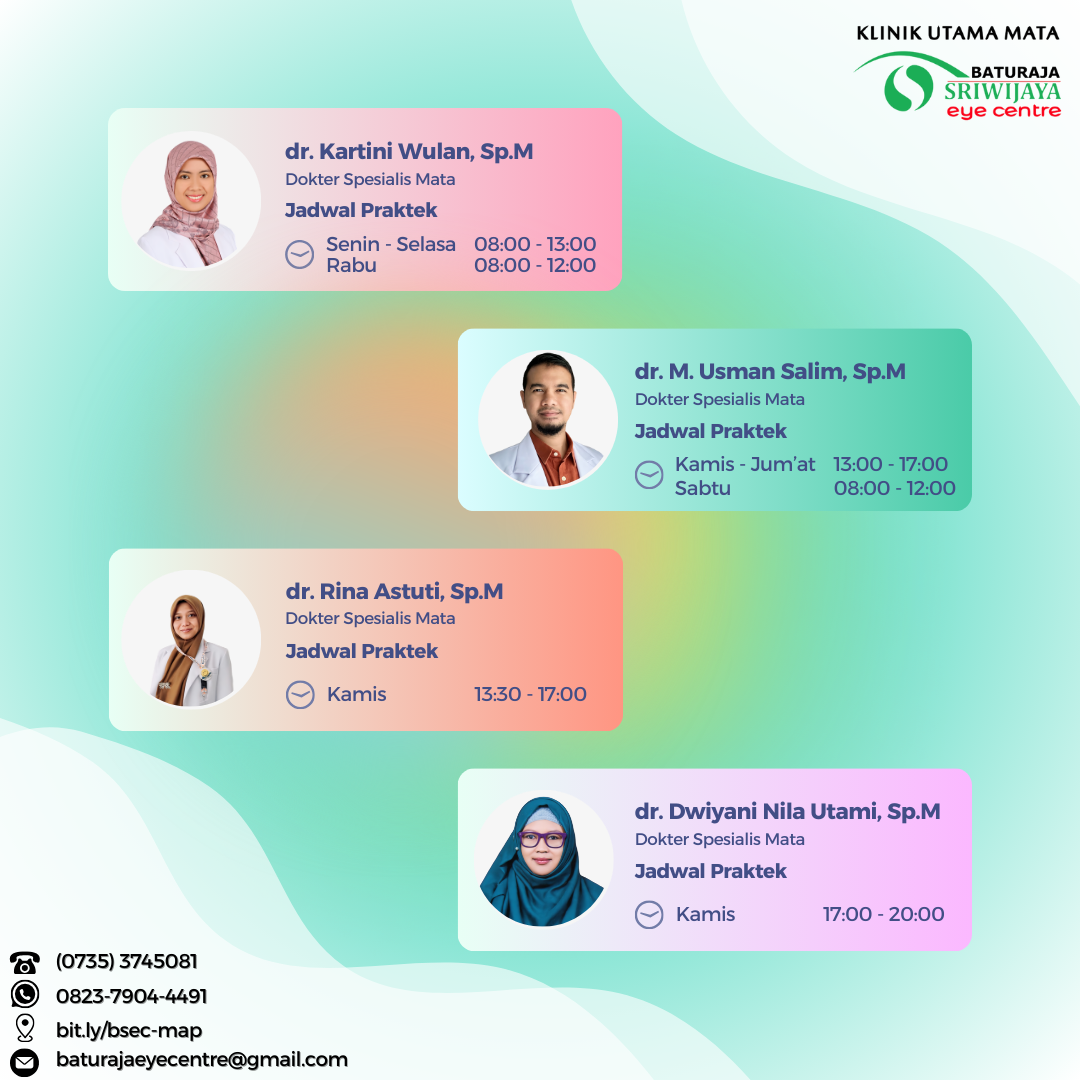 KLINIK UTAMA MATA
BATURAJA
SRIWIJAYA
eye centre
dr. Kartini Wulan, Sp.M
Dokter Spesialis Mata
Jadwal Praktek
Senin - Selasa 08:00 - 13:00
Rabu 08:00 - 12:00
dr. M. Usman Salim, Sp.M
Dokter Spesialis Mata
Jadwal Praktek
Kamis - Jum'at 13:00 - 17:00
Sabtu 08:00 - 12:00
dr. Rina Astuti, Sp.M
Dokter Spesialis Mata
Jadwal Praktek
Kamis 13:30 - 17:00
dr. Dwiyani Nila Utami, Sp.M
Dokter Spesialis Mata
Jadwal Praktek
Kamis 17:00 - 20:00
(0735) 3745081
0823-7904-4491
bit.ly/bsec-map
baturajaeyecentre@gmail.com